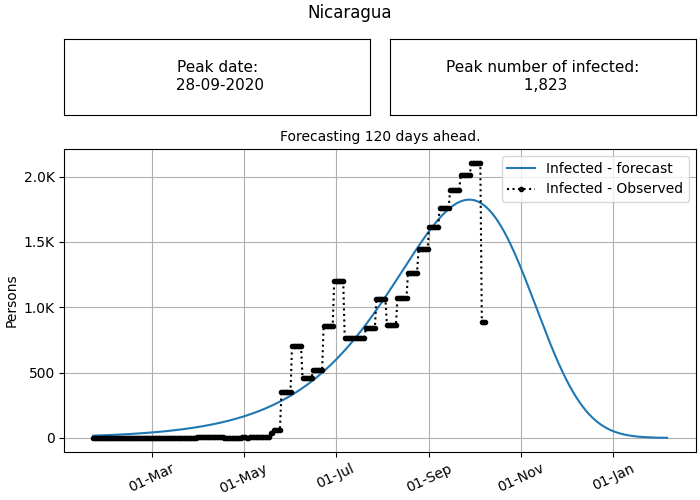 Nicaragua
Peak date:
28-09-2020
Peak number of infected:
1,823
Forecasting 120 days ahead.
Infected - forecast
Infected - Observed
2.0K
1.5K
1.0K
500
0
Persons
01-Mar
01-May
01-Jul
01-Sep
01-Nov
01-Jan